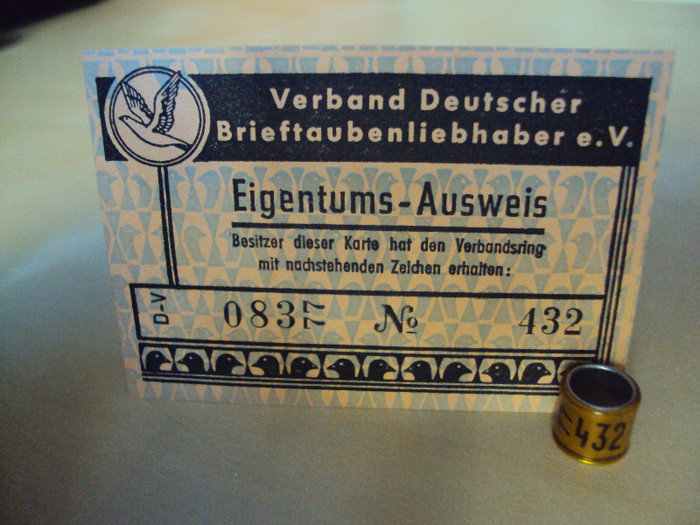 Verband Deutscher
Brieftaubenliebhaber e.V.
Eigentums-Ausweis
Besitzer dieser Karte hat den Verbandsring
mit nachstehenden Zeichen erhalten:
D-V 083 77 № 432
432